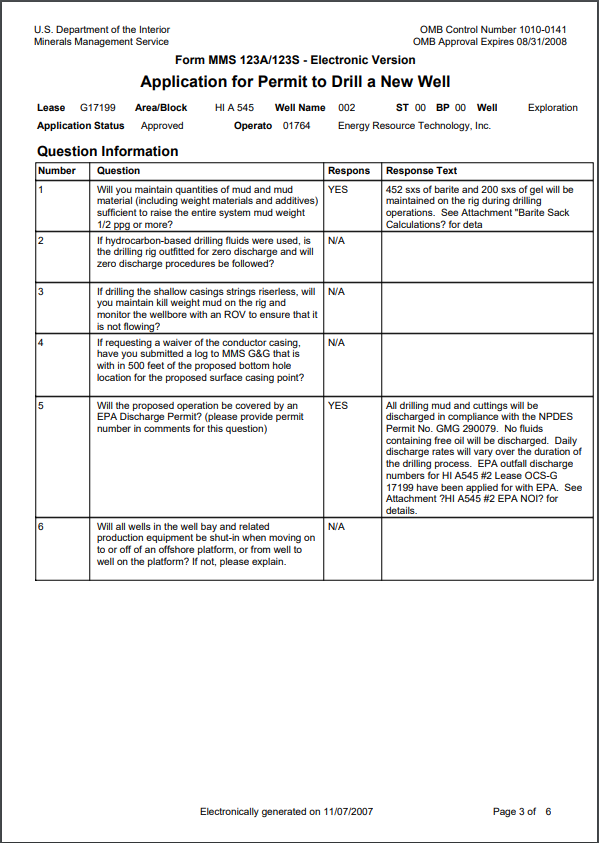 U.S. Department of the Interior OMB Control Number 1010-0141
Minerals Management Service OMB Approval Expires 08/31/2008
Form MMS 123A/123S - Electronic Version
Application for Permit to Drill a New Well
Lease G17199 Area/Block HI A 545 Well Name 002 ST 00 BP 00 Well Exploration
Application Status Approved Operato 01764 Energy Resource Technology, Inc.
Question Information
Number Question Respons Response Text
1 Will you maintain quantities of mud and mud YES 452 sxs of barite and 200 sxs of gel will be
material (including weight materials and additives) maintained on the rig during drilling
sufficient to raise the entire system mud weight operations. See Attachment "Barite Sack
1/2 ppg or more? Calculations? for deta
2 If hydrocarbon-based drilling fluids were used, is N/A
the drilling rig outfitted for zero discharge and will
zero discharge procedures be followed?
3 If drilling the shallow casings strings riserless, will N/A
you maintain kill weight mud on the rig and
monitor the wellbore with an ROV to ensure that it
is not flowing?
4 If requesting a waiver of the conductor casing, N/A
have you submitted a log to MMS G&G that is
with in 500 feet of the proposed bottom hole
location for the proposed surface casing point?
5 Will the proposed operation be covered by an YES All drilling mud and cuttings will be
EPA Discharge Permit? (please provide permit discharged in compliance with the NPDES
number in comments for this question) Permit No. GMG 290079. No fluids
containing free oil will be discharged. Daily
discharge rates will vary over the duration of
the drilling process. EPA outfall discharge
numbers for HI A545 #2 Lease OCS-G
17199 have been applied for with EPA. See
Attachment ?HI A545 #2 EPA NOI? for
details.
6 Will all wells in the well bay and related N/A
production equipment be shut-in when moving on
to or off of an offshore platform, or from well to
well on the platform? If not, please explain.
Electronically generated on 11/07/2007 Page 3 of 6